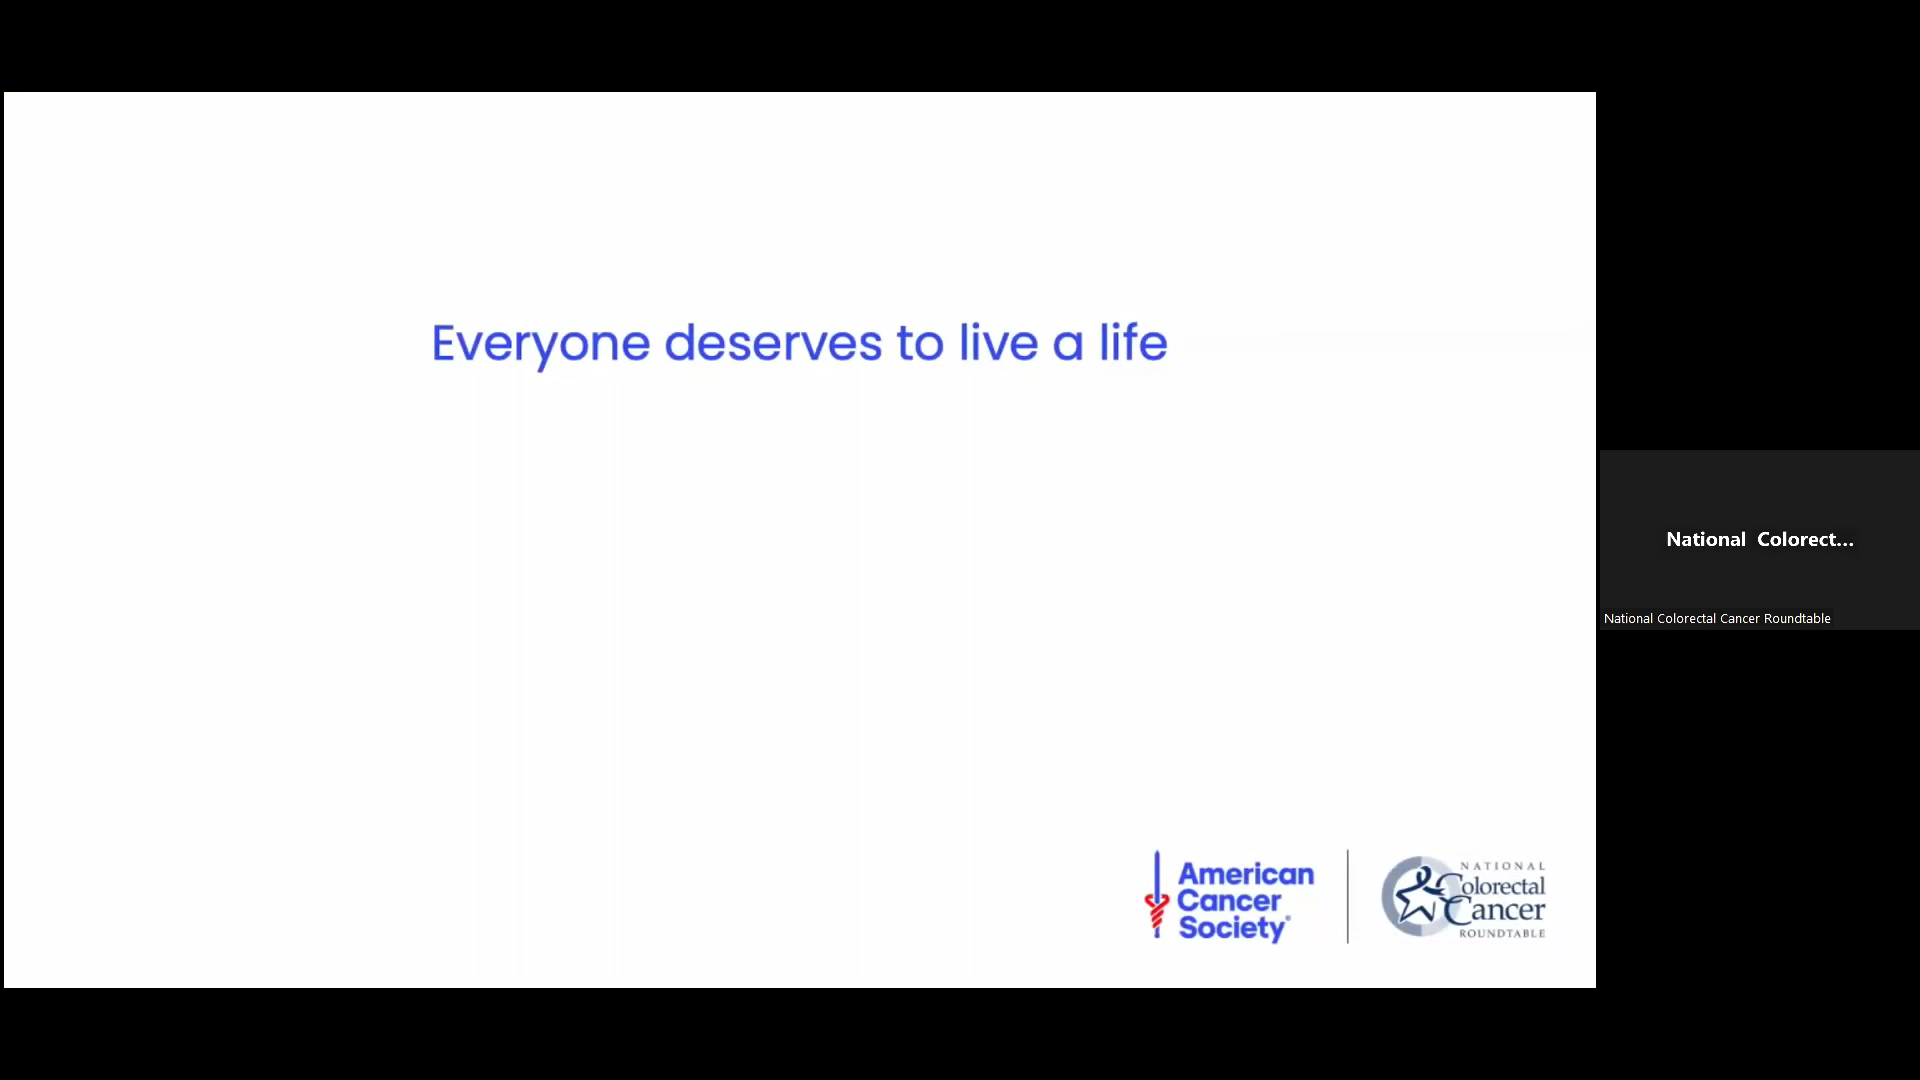 Everyone deserves to live a life
American
Cancer
Society®
NATIONAL
Colorectal
Cancer
ROUNDTABLE
National Colorect...
National Colorectal Cancer Roundtable